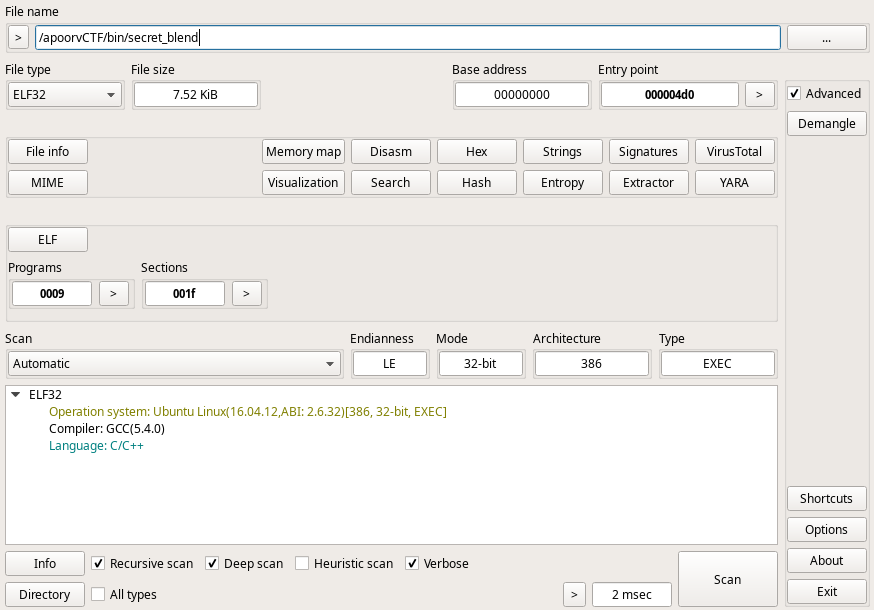 File name
> /apoorvCTF/bin/secret_blend ...
File type File size Base address Entry point
ELF32 7.52 KiB 00000000 000004d0 > Advanced
Demangle
File info Memory map Disasm Hex Strings Signatures VirusTotal
MIME Visualization Search Hash Entropy Extractor YARA
ELF
Programs Sections
0009 > 001f >
Scan Endianness Mode Architecture Type
Automatic LE 32-bit 386 EXEC
ELF32
Operation system: Ubuntu Linux(16.04.12,ABI: 2.6.32)[386, 32-bit, EXEC]
Compiler: GCC(5.4.0)
Language: C/C++
Shortcuts
Options
Info Recursive scan Deep scan Heuristic scan Verbose Scan About
Directory All types > 2 msec Exit